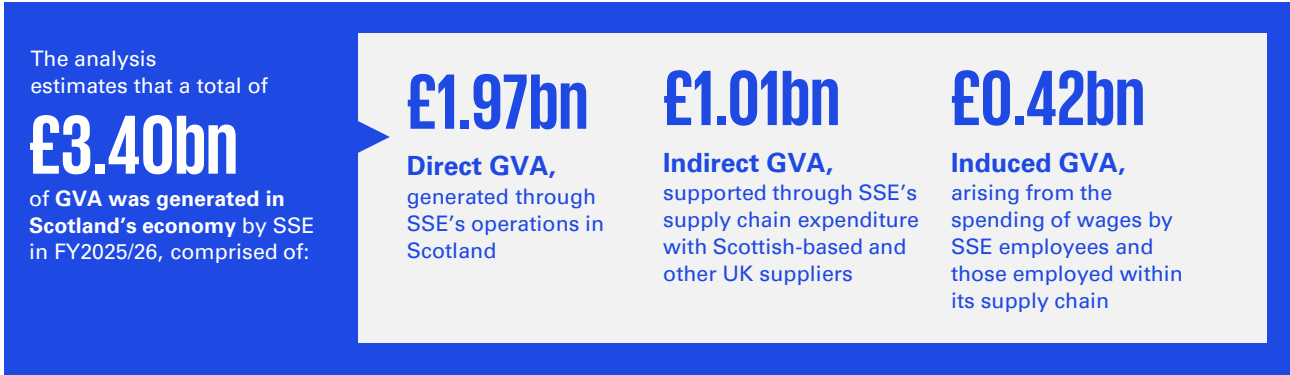 The analysis
estimates that a total of
£3.40bn
of GVA was generated in
Scotland’s economy by SSE
in FY2025/26, comprised of:
£1.97bn
Direct GVA,
generated through
SSE’s operations in
Scotland
£1.01bn
Indirect GVA,
supported through SSE’s
supply chain expenditure
with Scottish-based and
other UK suppliers
£0.42bn
Induced GVA,
arising from the
spending of wages by
SSE employees and
those employed within
its supply chain